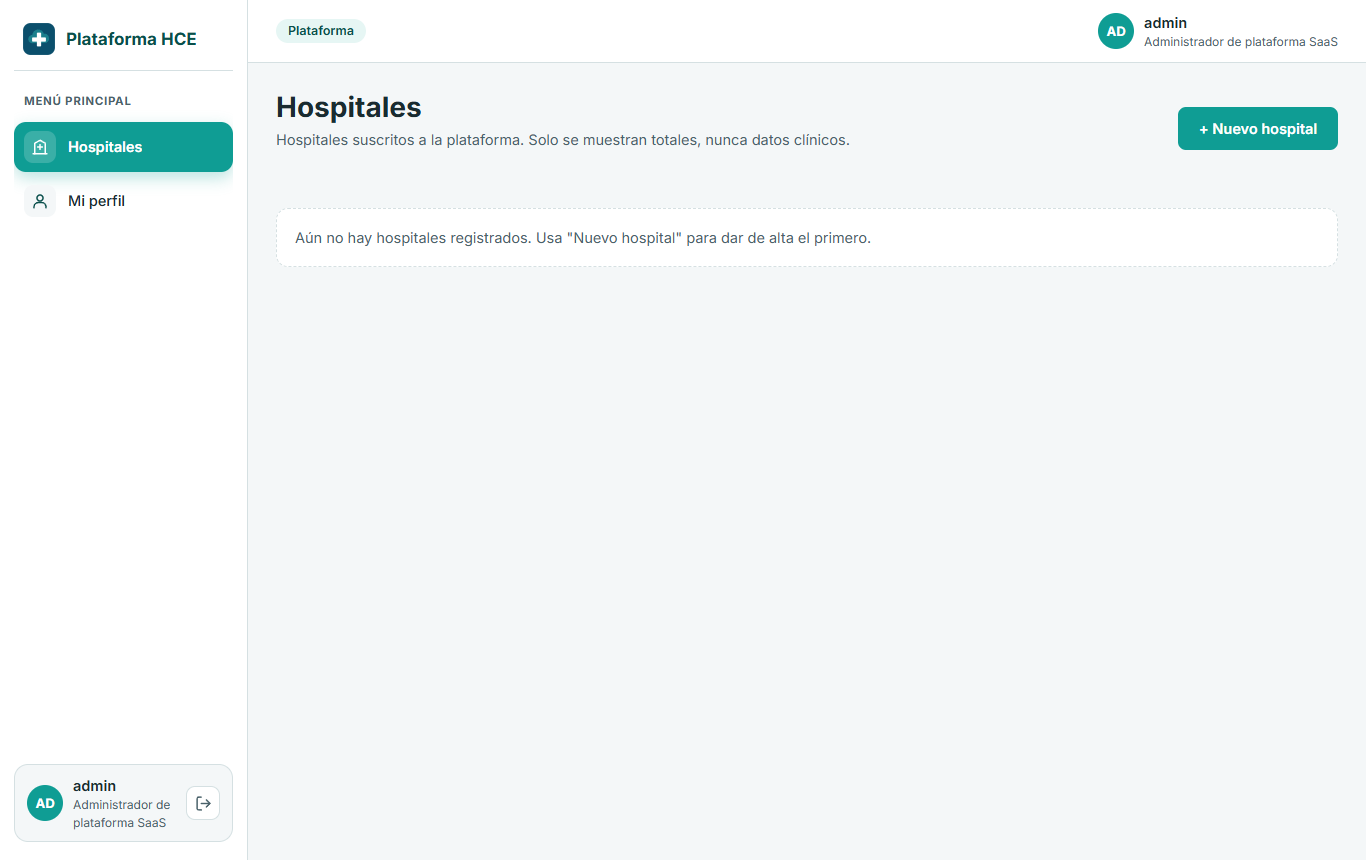 Plataforma HCE
MENÚ PRINCIPAL
Hospitales
Mi perfil
AD
admin
Administrador de
plataforma SaaS
Plataforma
AD
admin
Administrador de plataforma SaaS
Hospitales
Hospitales suscritos a la plataforma. Solo se muestran totales, nunca datos clínicos.
+ Nuevo hospital
Aún no hay hospitales registrados. Usa "Nuevo hospital" para dar de alta el primero.